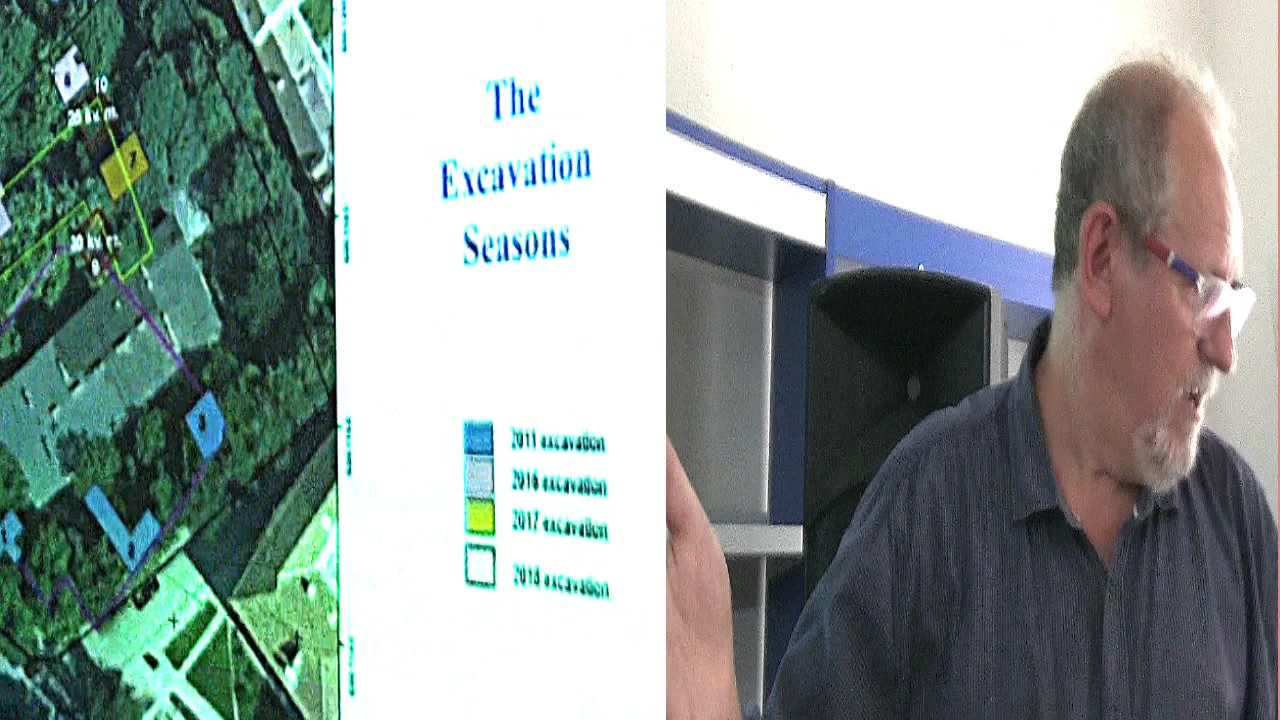 The
Excavation
Seasons
10
20 kv. m.
30 kv. m.
9
2011 excavation
2016 excavation
2017 excavation
2018 excavation